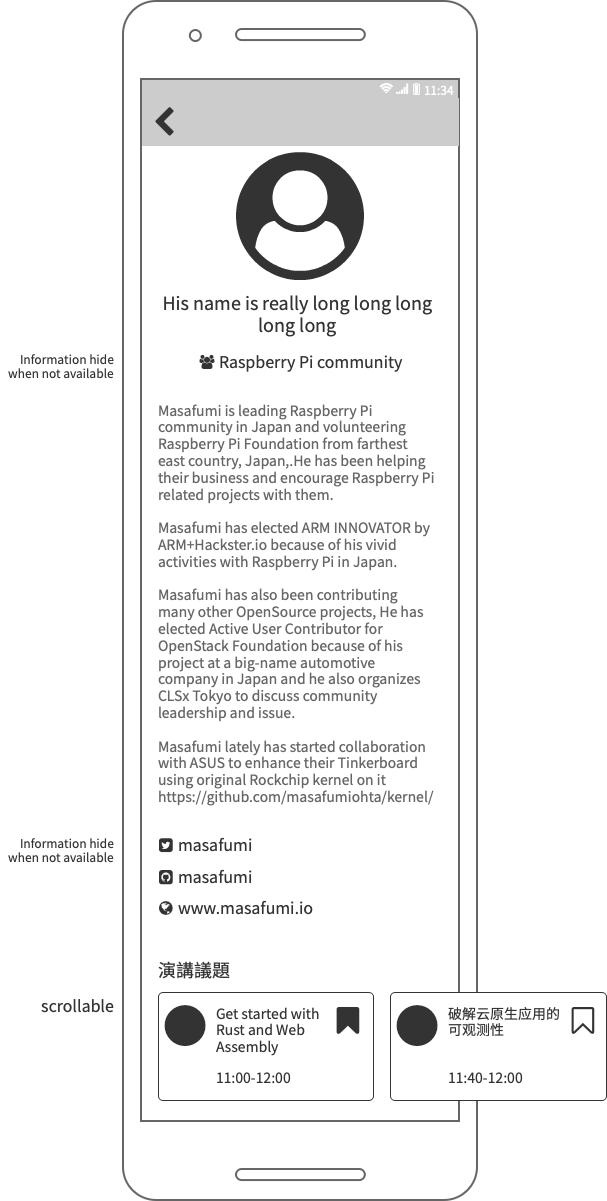 11:34
His name is really long long long
long long
Information hide
when not available
Raspberry Pi community
Masafumi is leading Raspberry Pi
community in Japan and volunteering
Raspberry Pi Foundation from farthest
east country, Japan,.He has been helping
their business and encourage Raspberry Pi
related projects with them.
Masafumi has elected ARM INNOVATOR by
ARM+Hackster.io because of his vivid
activities with Raspberry Pi in Japan.
Masafumi has also been contributing
many other OpenSource projects, He has
elected Active User Contributor for
OpenStack Foundation because of his
project at a big-name automotive
company in Japan and he also organizes
CLSx Tokyo to discuss community
leadership and issue.
Masafumi lately has started collaboration
with ASUS to enhance their Tinkerboard
using original Rockchip kernel on it
https://github.com/masafumiohta/kernel/
Information hide
when not available
masafumi
masafumi
www.masafumi.io
演講議題
scrollable
Get started with
Rust and Web
Assembly
11:00-12:00
破解云原生应用的
可观测性
11:40-12:00